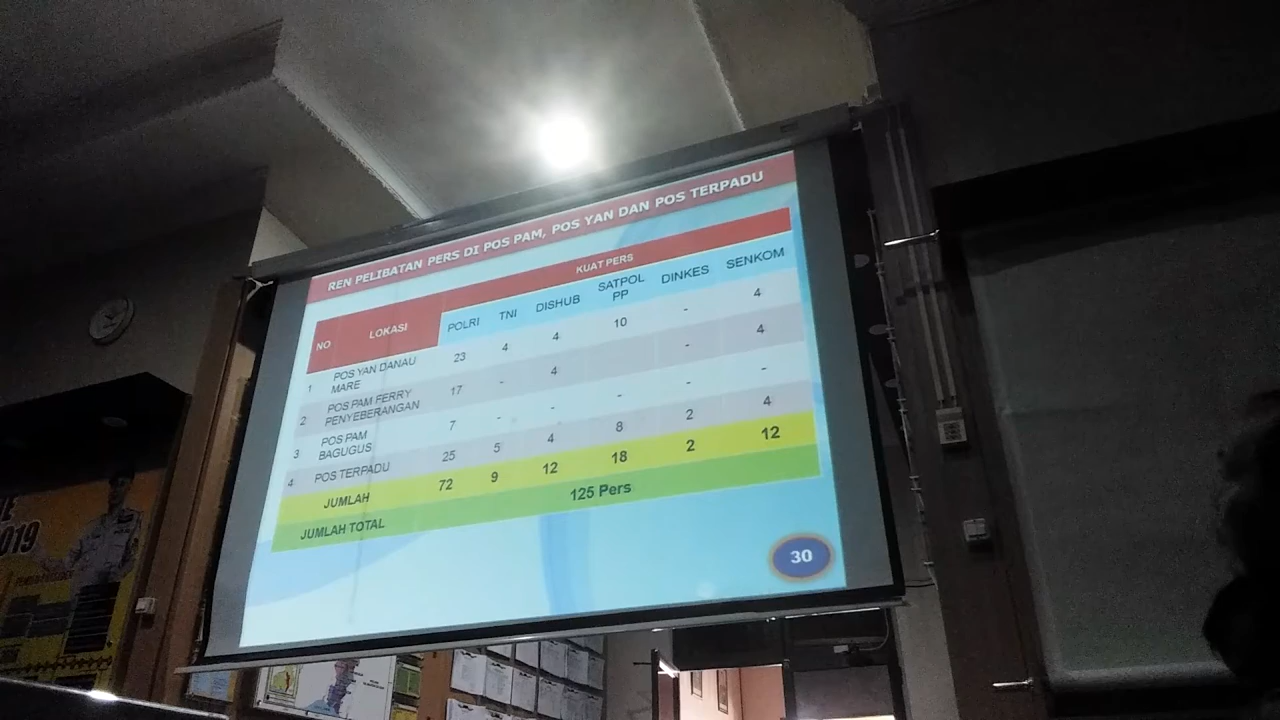 REN PELIBATAN PERS DI POS PAM, POS YAN DAN POS TERPADU
NO LOKASI KUAT PERS
POLRI TNI DISHUB SATPOL PP DINKES SENKOM
1 POS YAN DANAU MARE 23 4 4 10 - 4
2 POS PAM FERRY PENYEBERANGAN 17 - 4 - 4
3 POS PAM BAGUGUS 7 - - - - -
4 POS TERPADU 25 5 4 8 2 4
JUMLAH 72 9 12 18 2 12
JUMLAH TOTAL 125 Pers
30
2019